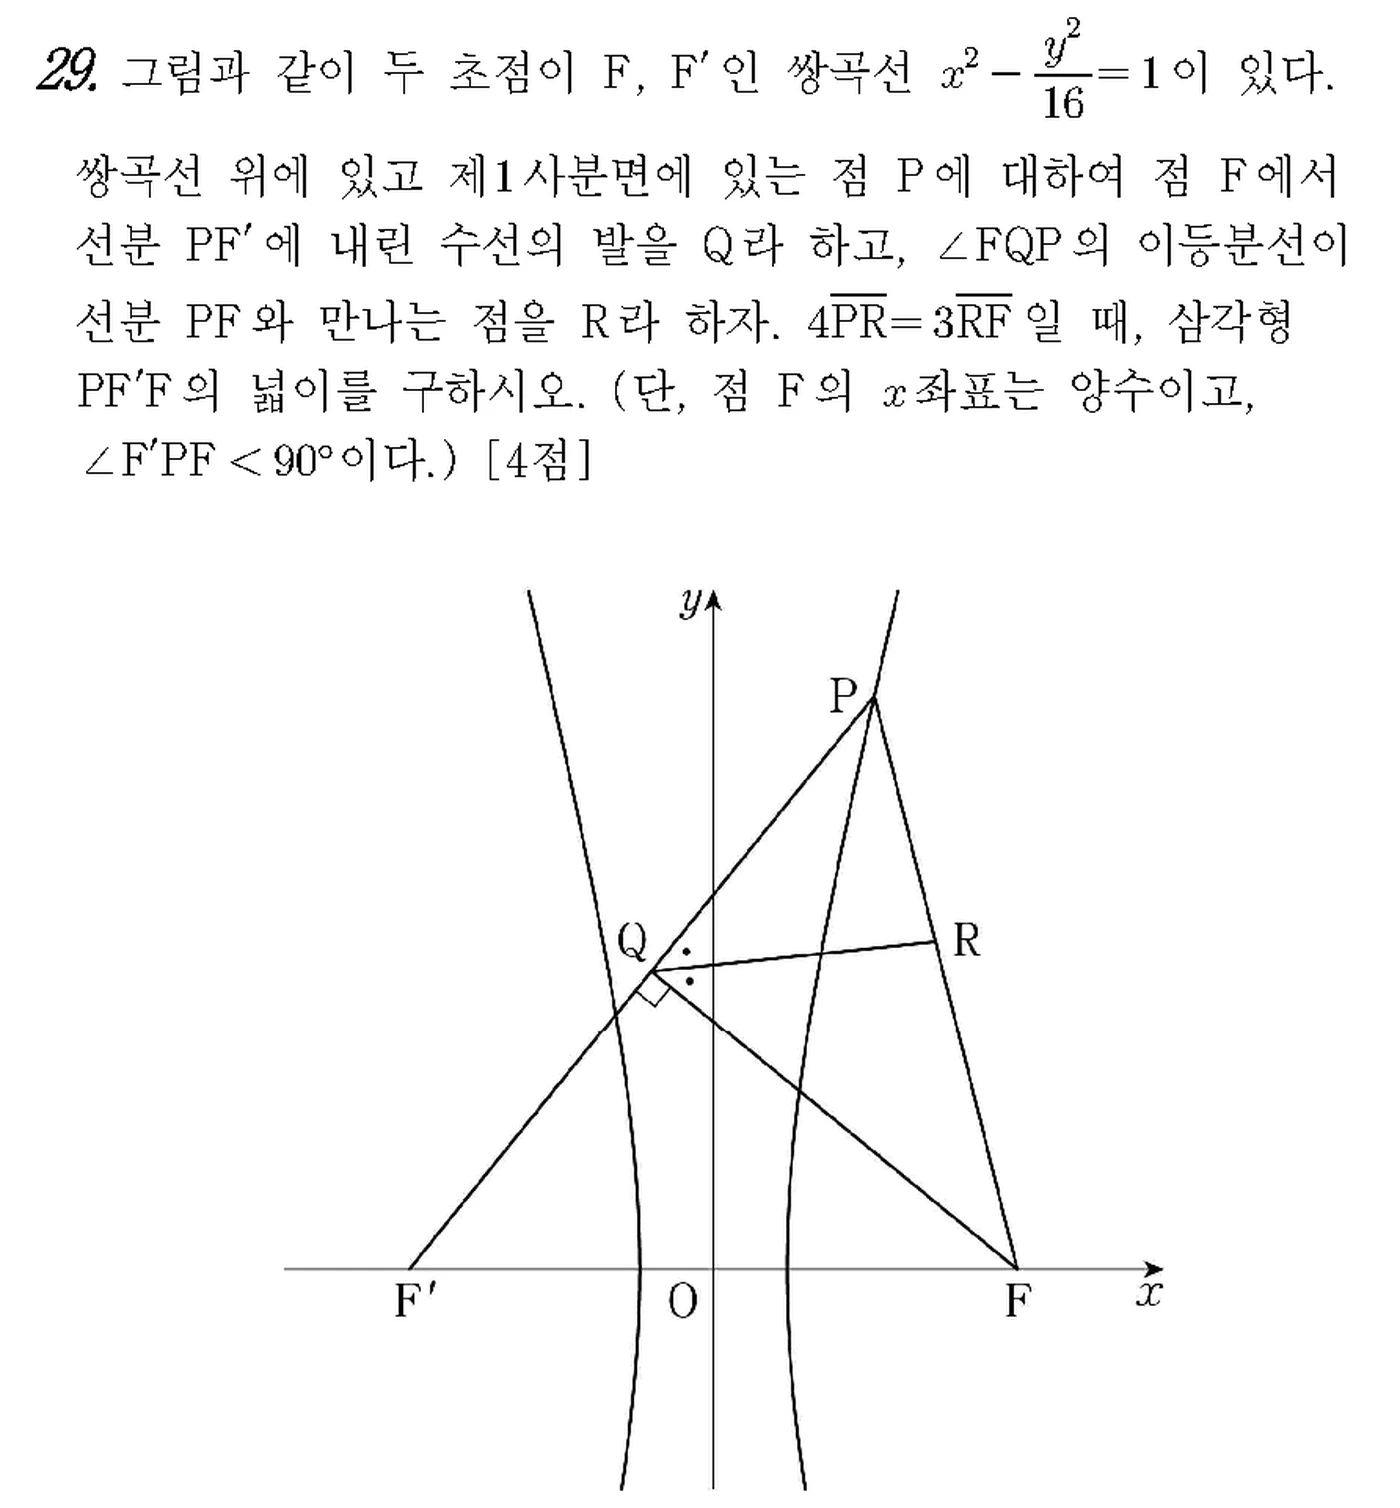 29. 그림과 같이 두 초점이 F, F′인 쌍곡선 x² − y²/16 = 1이 있다.
쌍곡선 위에 있고 제1사분면에 있는 점 P에 대하여 점 F에서
선분 PF′에 내린 수선의 발을 Q라 하고, ∠FQP의 이등분선이
선분 PF와 만나는 점을 R라 하자. 4P̅R̅=3R̅F̅일 때, 삼각형
PF′F의 넓이를 구하시오. (단, 점 F의 x좌표는 양수이고,
∠F′PF < 90°이다.) [4점]
y
P
Q
R
F′
O
F
x